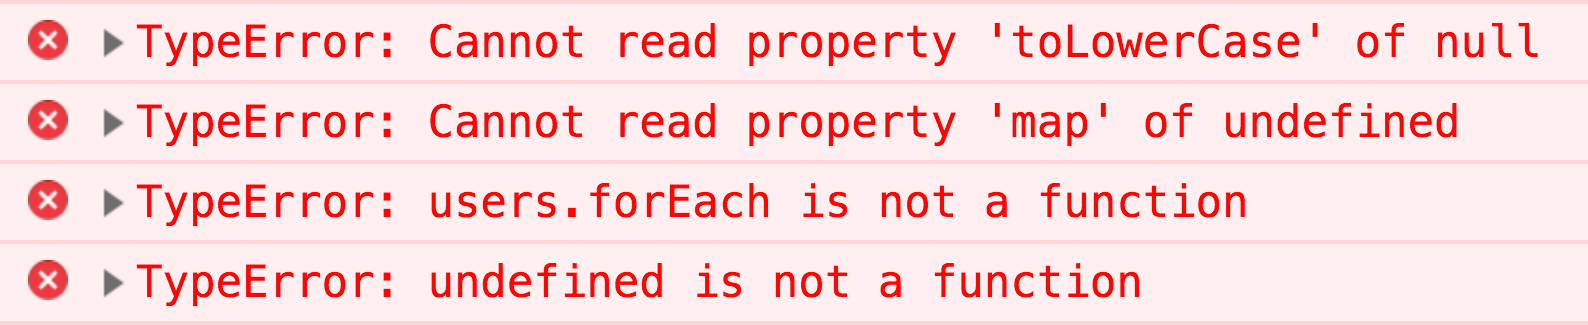 TypeError: Cannot read property 'toLowerCase' of null
TypeError: Cannot read property 'map' of undefined
TypeError: users.forEach is not a function
TypeError: undefined is not a function